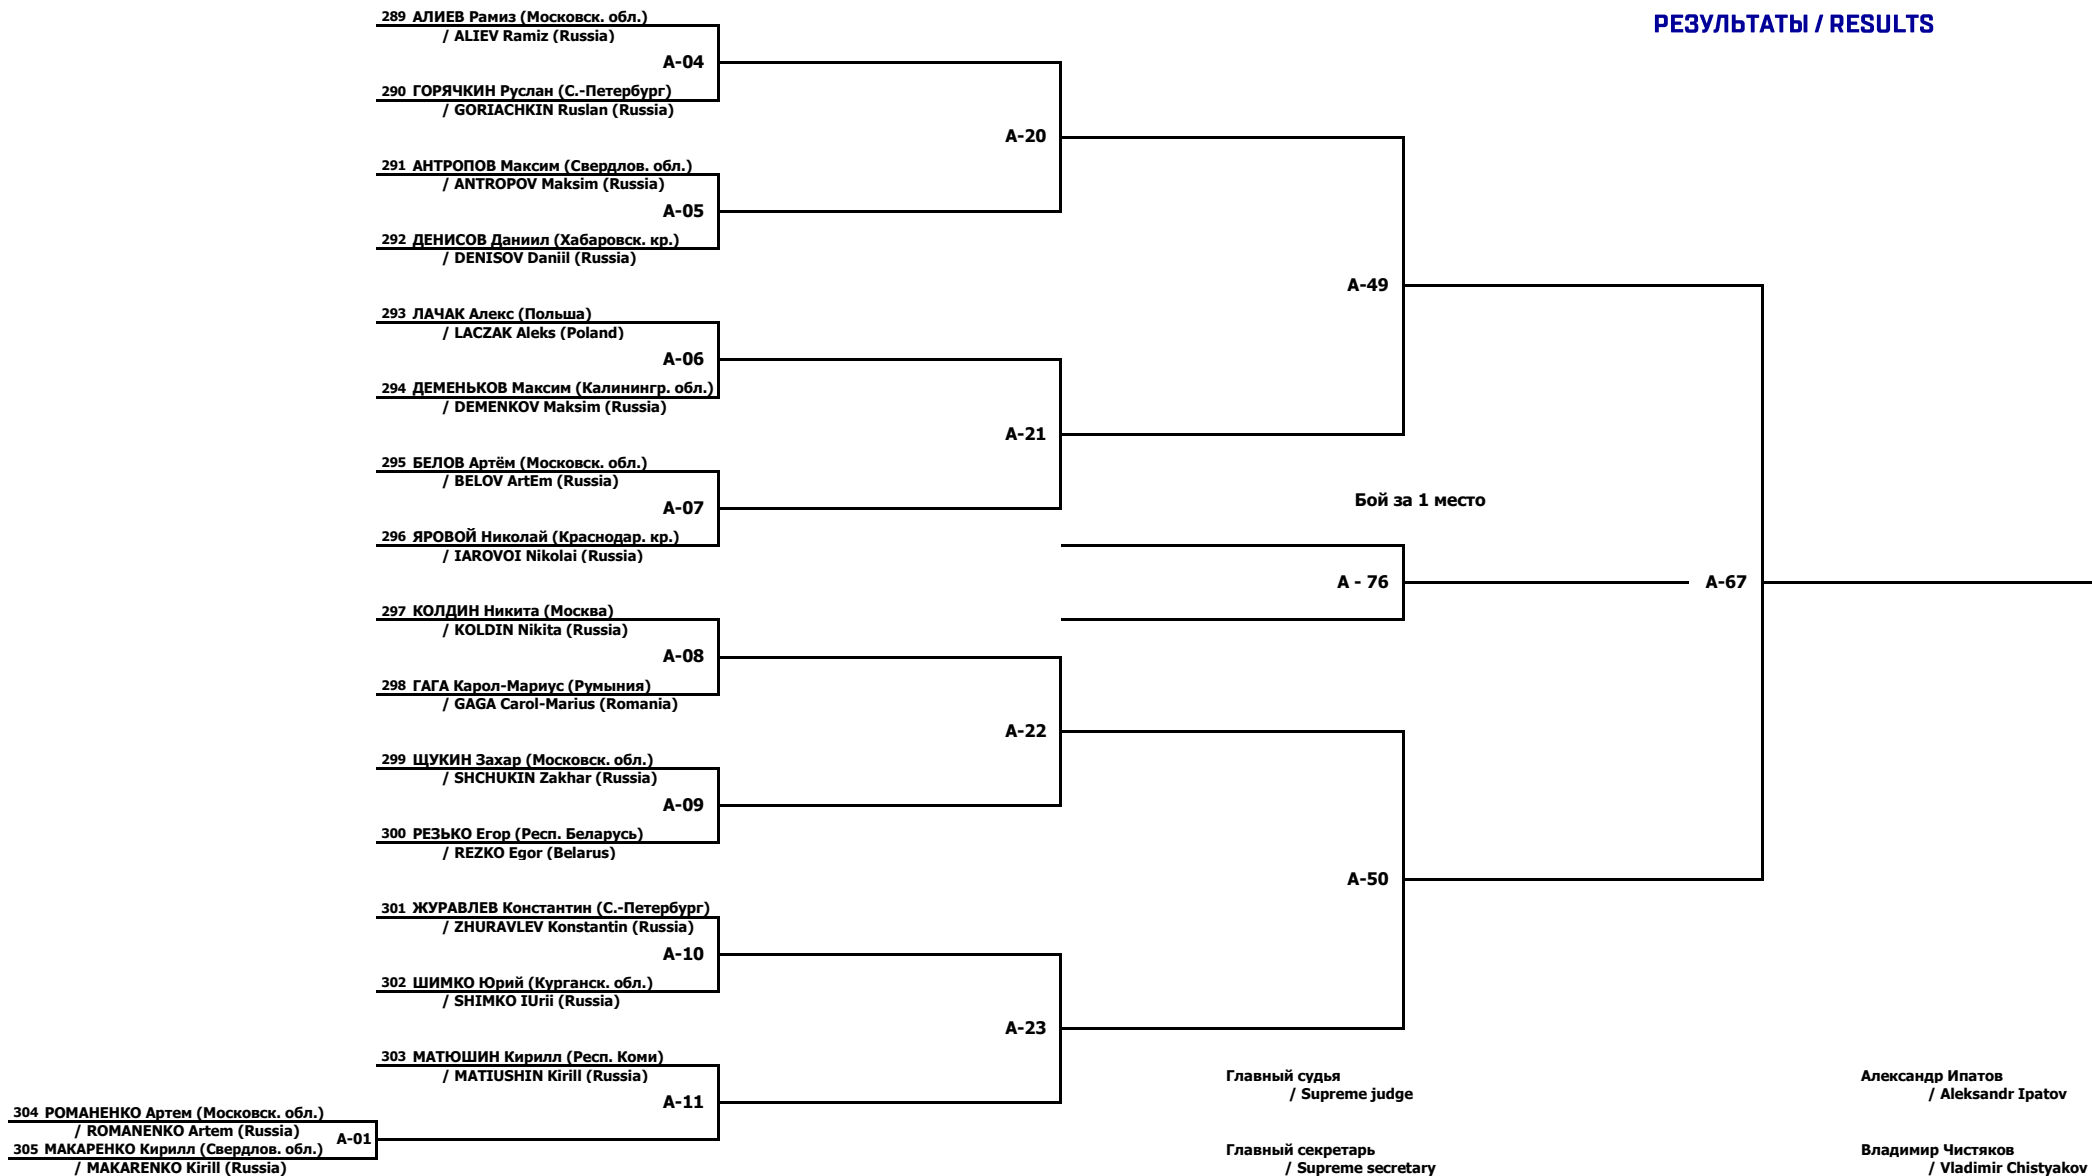 РЕЗУЛЬТАТЫ / RESULTS
289 АЛИЕВ Рамиз (Московск. обл.)
/ ALIEV Ramiz (Russia)
A-04
290 ГОРЯЧКИН Руслан (С.-Петербург)
/ GORIACHKIN Ruslan (Russia)
A-20
291 АНТРОПОВ Максим (Свердлов. обл.)
/ ANTROPOV Maksim (Russia)
A-05
292 ДЕНИСОВ Даниил (Хабаровск. кр.)
/ DENISOV Daniil (Russia)
A-49
293 ЛАЧАК Алекс (Польша)
/ LACZAK Aleks (Poland)
A-06
294 ДЕМЕНЬКОВ Максим (Калинингр. обл.)
/ DEMENKOV Maksim (Russia)
A-21
295 БЕЛОВ Артём (Московск. обл.)
/ BELOV ArtEm (Russia)
A-07
Бой за 1 место
296 ЯРОВОЙ Николай (Краснодар. кр.)
/ IAROVOI Nikolai (Russia)
A - 76
A-67
297 КОЛДИН Никита (Москва)
/ KOLDIN Nikita (Russia)
A-08
298 ГАГА Карол-Мариус (Румыния)
/ GAGA Carol-Marius (Romania)
A-22
299 ЩУКИН Захар (Московск. обл.)
/ SHCHUKIN Zakhar (Russia)
A-09
300 РЕЗЬКО Егор (Респ. Беларусь)
/ REZKO Egor (Belarus)
A-50
301 ЖУРАВЛЕВ Константин (С.-Петербург)
/ ZHURAVLEV Konstantin (Russia)
A-10
302 ШИМКО Юрий (Курганск. обл.)
/ SHIMKO IUrii (Russia)
A-23
303 МАТЮШИН Кирилл (Респ. Коми)
/ MATIUSHIN Kirill (Russia)
A-11
304 РОМАНЕНКО Артем (Московск. обл.)
/ ROMANENKO Artem (Russia)
A-01
305 МАКАРЕНКО Кирилл (Свердлов. обл.)
/ MAKARENKO Kirill (Russia)
Главный судья
/ Supreme judge
Александр Ипатов
/ Aleksandr Ipatov
Главный секретарь
/ Supreme secretary
Владимир Чистяков
/ Vladimir Chistyakov